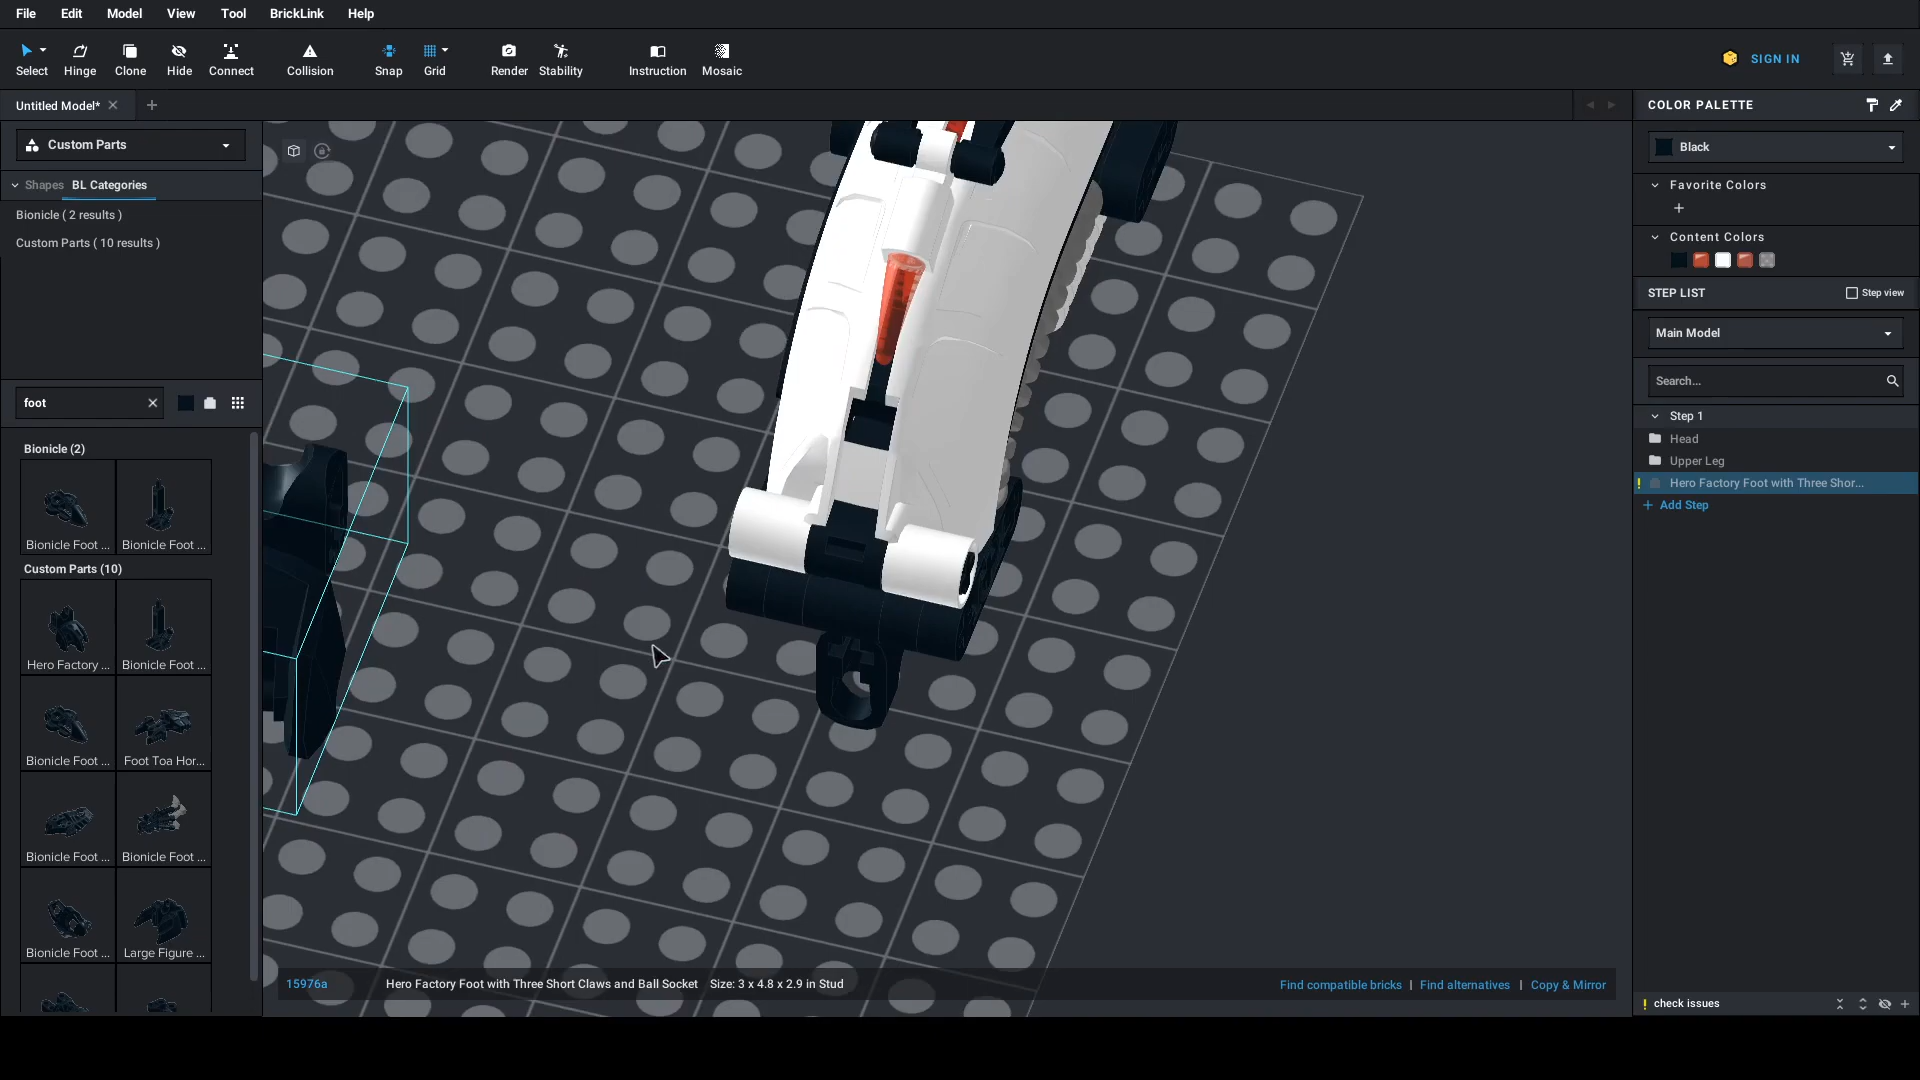 File Edit Model View Tool BrickLink Help
Select Hinge Clone Hide Connect Collision Snap Grid Render Stability Instruction Mosaic
SIGN IN
Untitled Model*
COLOR PALETTE
Custom Parts
Black
Shapes BL Categories
Favorite Colors
Bionicle ( 2 results )
Custom Parts ( 10 results )
Content Colors
STEP LIST
Step view
Main Model
Search...
foot
Step 1
Head
Upper Leg
Hero Factory Foot with Three Shor...
Add Step
Bionicle (2)
Bionicle Foot ... Bionicle Foot ...
Custom Parts (10)
Hero Factory ... Bionicle Foot ...
Bionicle Foot ... Foot Toa Hor...
Bionicle Foot ... Bionicle Foot ...
Bionicle Foot ... Large Figure ...
15976a Hero Factory Foot with Three Short Claws and Ball Socket Size: 3 x 4.8 x 2.9 in Stud
Find compatible bricks | Find alternatives | Copy & Mirror
! check issues